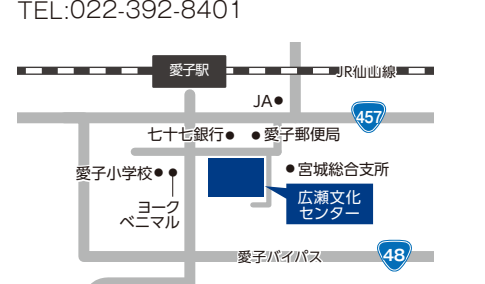 TEL:022-392-8401
愛子駅
JR仙山線
JA
457
七十七銀行
愛子郵便局
愛子小学校
宮城総合支所
ヨーク
ベニマル
広瀬文化
センター
愛子バイパス
48